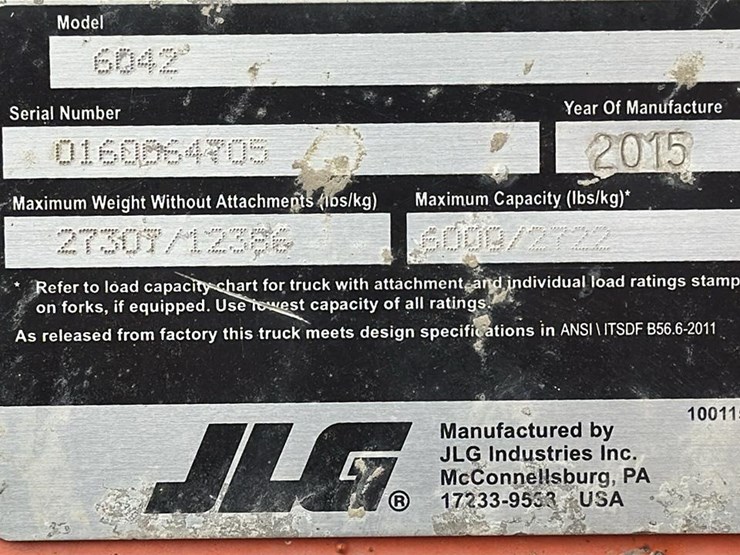 Model
6042
Serial Number
Year Of Manufacture
2015
Maximum Weight Without Attachments (lbs/kg)
Maximum Capacity (lbs/kg)*
27307/12386
6000/2722
* Refer to load capacity chart for truck with attachment and individual load ratings stamp
on forks, if equipped. Use lowest capacity of all ratings.
As released from factory this truck meets design specifications in ANSI \ ITSDF B56.6-2011
10011
JLG®
Manufactured by
JLG Industries Inc.
McConnellsburg, PA
17233-9533 USA